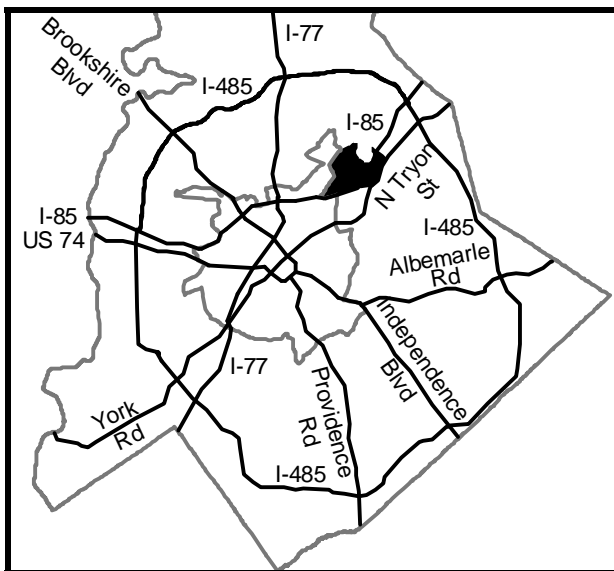 I-77
Brookshire
Blvd
I-485
I-85
N Tryon
St
I-85
US 74
I-485
Albemarle
Rd
Independence
Blvd
I-77
Providence
Rd
York
Rd
I-485